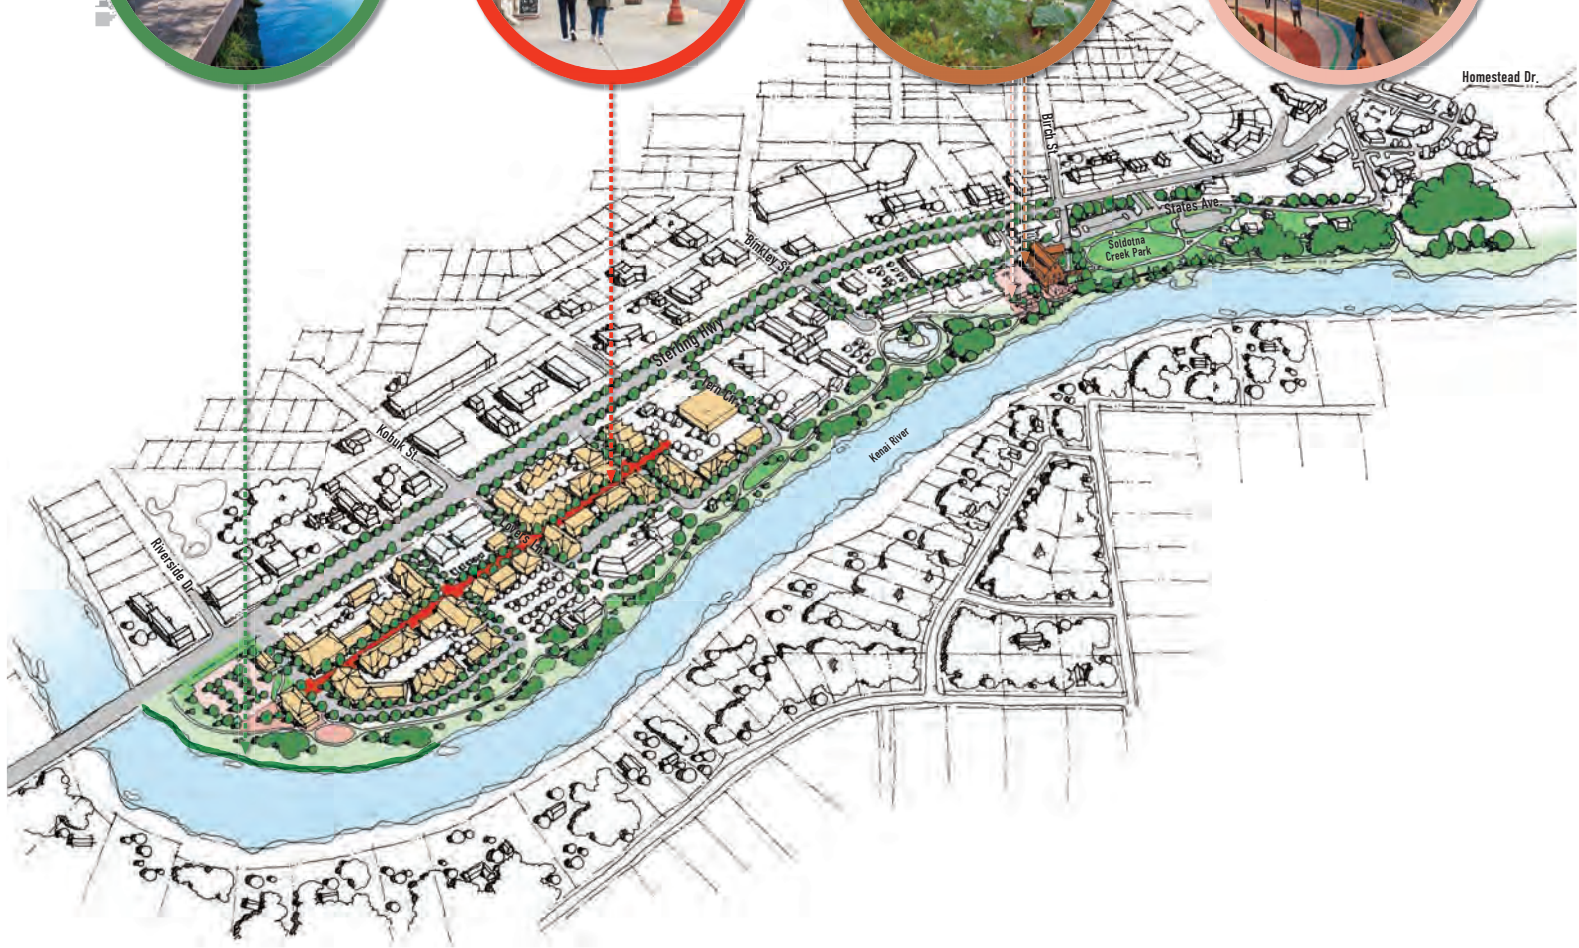 Homestead Dr.
Birch St
States Ave.
Soldotna
Creek Park
Binkley St
Sterling Hwy
Kenai River
Kobuk St
Riverside Dr